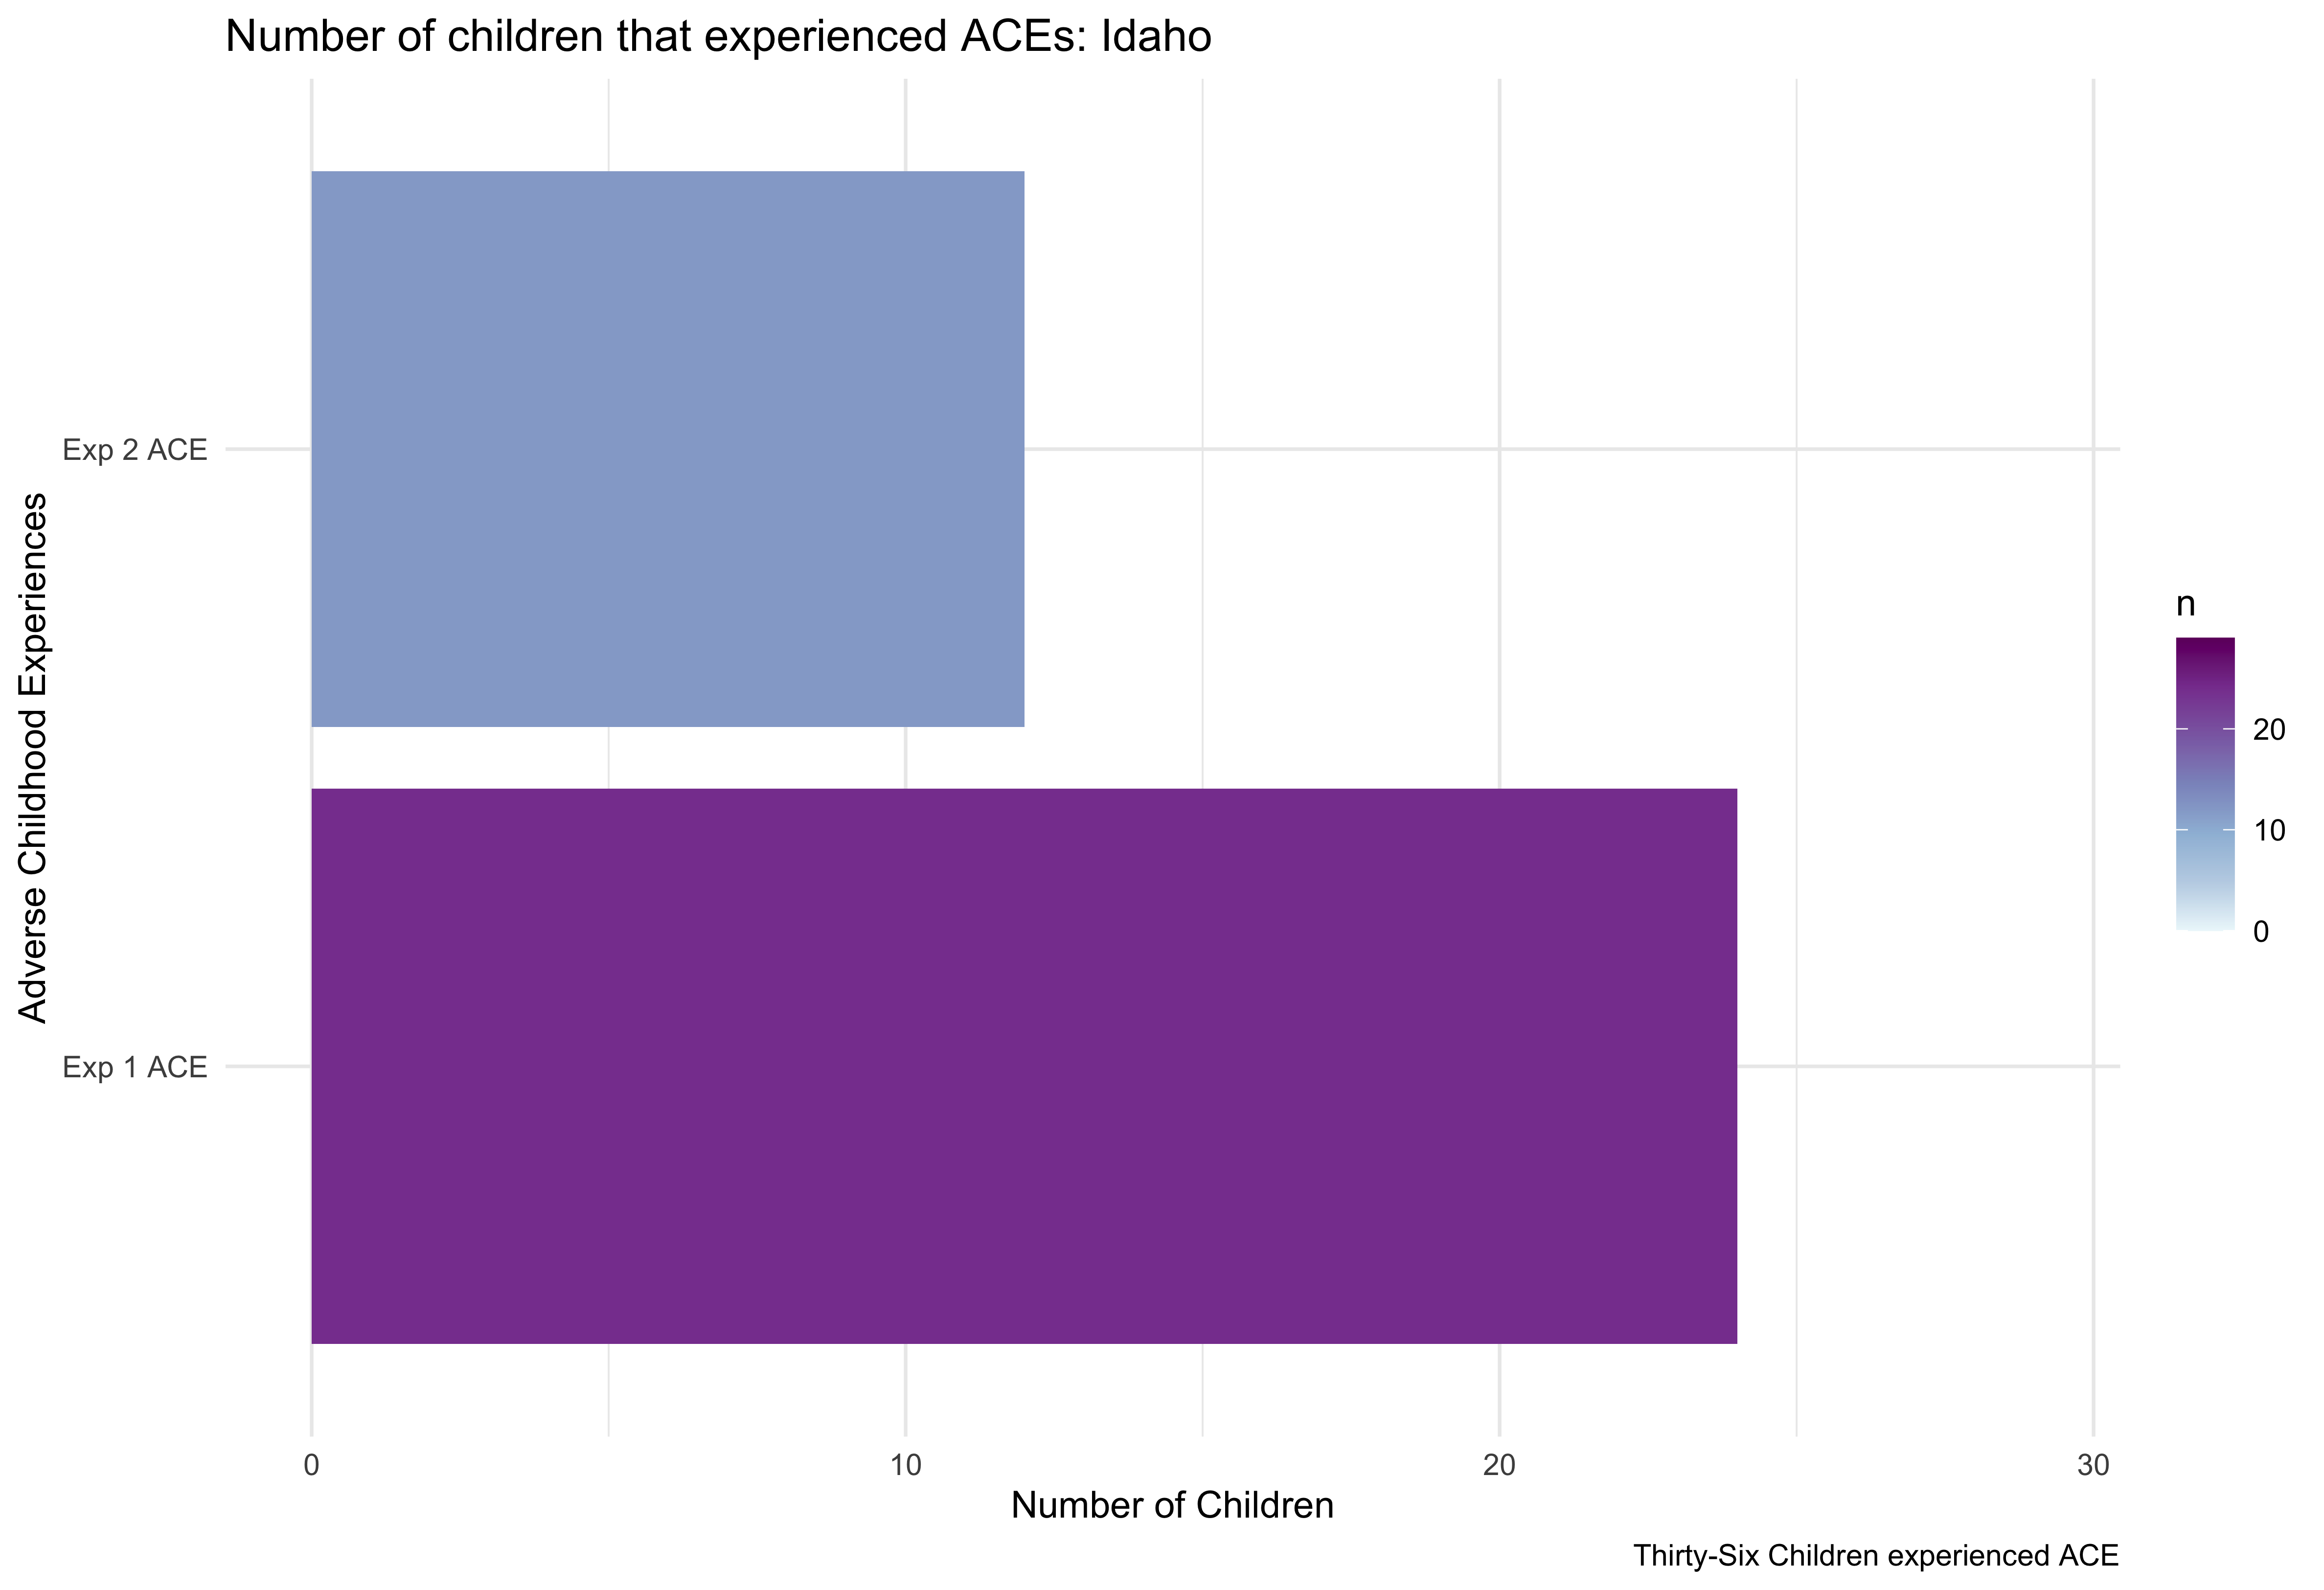 Number of children that experienced ACEs: Idaho
Adverse Childhood Experiences
Exp 2 ACE
Exp 1 ACE
0
10
20
30
Number of Children
n
20
10
0
Thirty-Six Children experienced ACE